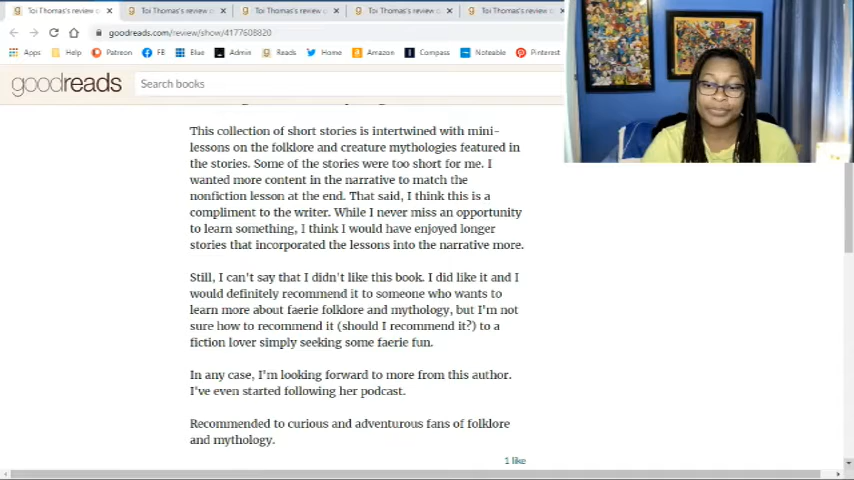 Toi Thomas's review Toi Thomas's review Toi Thomas's review Toi Thomas's review Toi Thomas's review
goodreads.com/review/show/4177608820
Apps Help Patreon FB Blue Admin Reads Home Amazon Compass Noteable Pinterest
goodreads Search books
This collection of short stories is intertwined with mini-
lessons on the folklore and creature mythologies featured in
the stories. Some of the stories were too short for me. I
wanted more content in the narrative to match the
nonfiction lesson at the end. That said, I think this is a
compliment to the writer. While I never miss an opportunity
to learn something, I think I would have enjoyed longer
stories that incorporated the lessons into the narrative more.
Still, I can't say that I didn't like this book. I did like it and I
would definitely recommend it to someone who wants to
learn more about faerie folklore and mythology, but I'm not
sure how to recommend it (should I recommend it?) to a
fiction lover simply seeking some faerie fun.
In any case, I'm looking forward to more from this author.
I've even started following her podcast.
Recommended to curious and adventurous fans of folklore
and mythology.
1 like